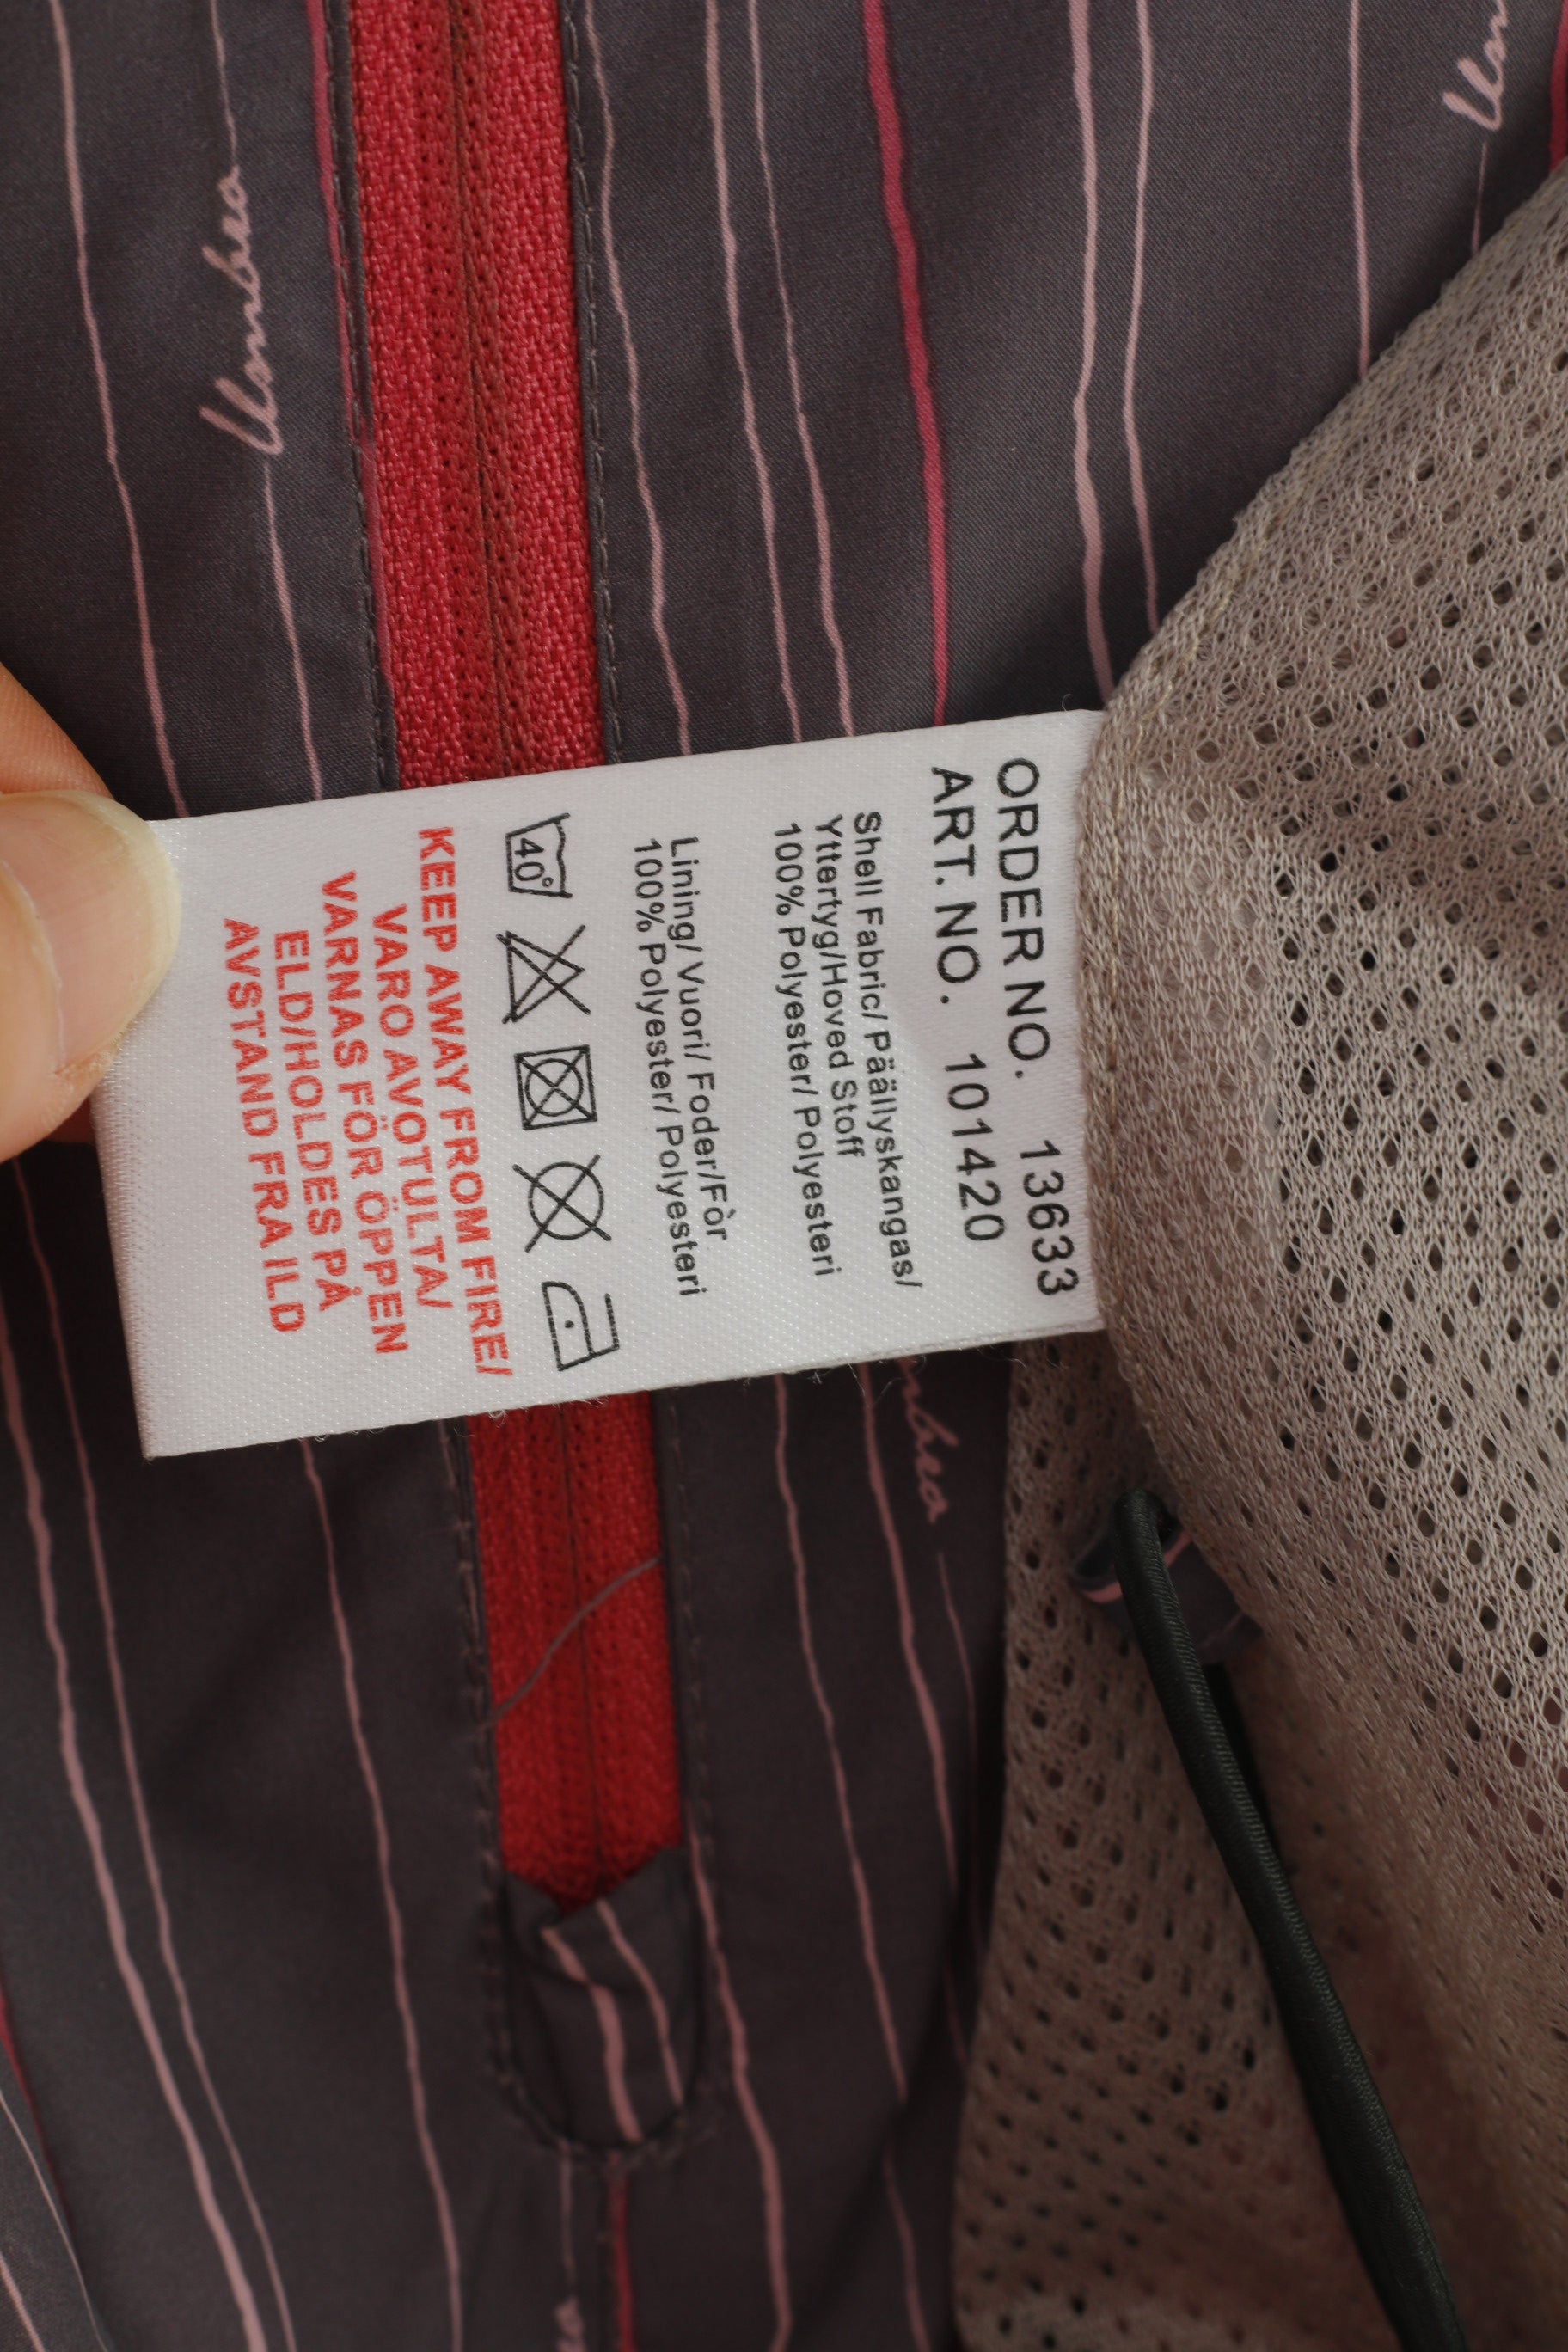 ORDER NO. 13633
ART. NO. 101420
Shell Fabric/ Päällyskangas/
Yttertyg/Hoved Stoff
100% Polyester/ Polyesteri
Lining/ Vuori/ Foder/Fòr
100% Polyester/ Polyesteri
40°
KEEP AWAY FROM FIRE/
VARO AVOTULTA/
VARNAS FÖR ÖPPEN
ELD/HOLDES PÅ
AVSTAND FRA ILD